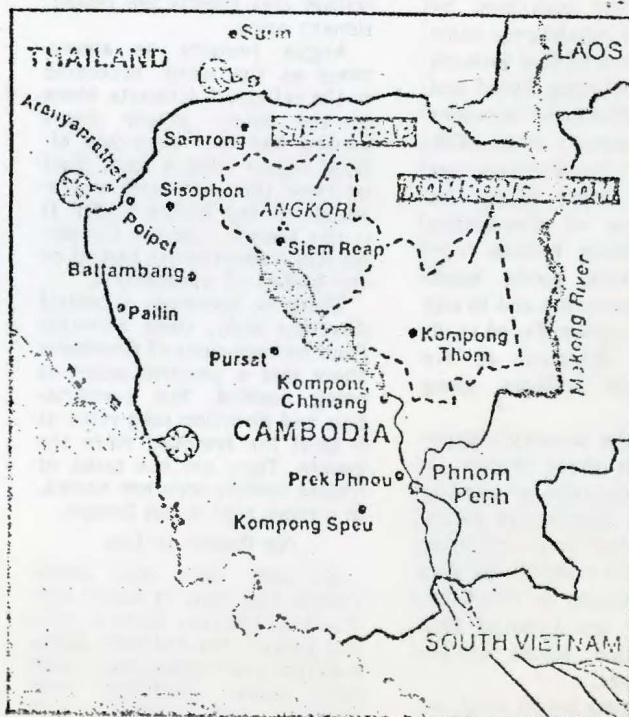 Surin
THAILAND
LAOS
Aranyaprathet
Samrong
SIEM REAP
Sisophon
KOMPONG THOM
Poipet
ANGKOR
Siem Reap
Battambang
Pailin
Mekong River
Kompong
Thom
Pursat
Kompong
Chhnang
CAMBODIA
Prek Phnou
Phnom
Penh
Kompong Speu
SOUTH VIETNAM